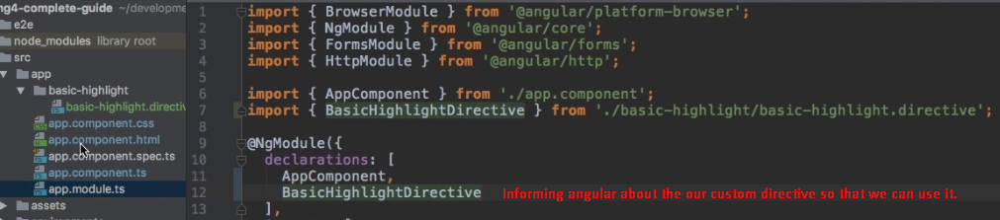 ng4-complete-guide ~/developme
e2e
node_modules library root
src
app
basic-highlight
basic-highlight.directiv
app.component.css
app.component.html
app.component.spec.ts
app.component.ts
app.module.ts
assets
1 import { BrowserModule } from '@angular/platform-browser';
2 import { NgModule } from '@angular/core';
3 import { FormsModule } from '@angular/forms';
4 import { HttpModule } from '@angular/http';
5
6 import { AppComponent } from './app.component';
7 import { BasicHighlightDirective } from './basic-highlight/basic-highlight.directive';
8
9 @NgModule({
10 declarations: [
11 AppComponent,
12 BasicHighlightDirective Informing angular about the our custom directive so that we can use it.
13 ],